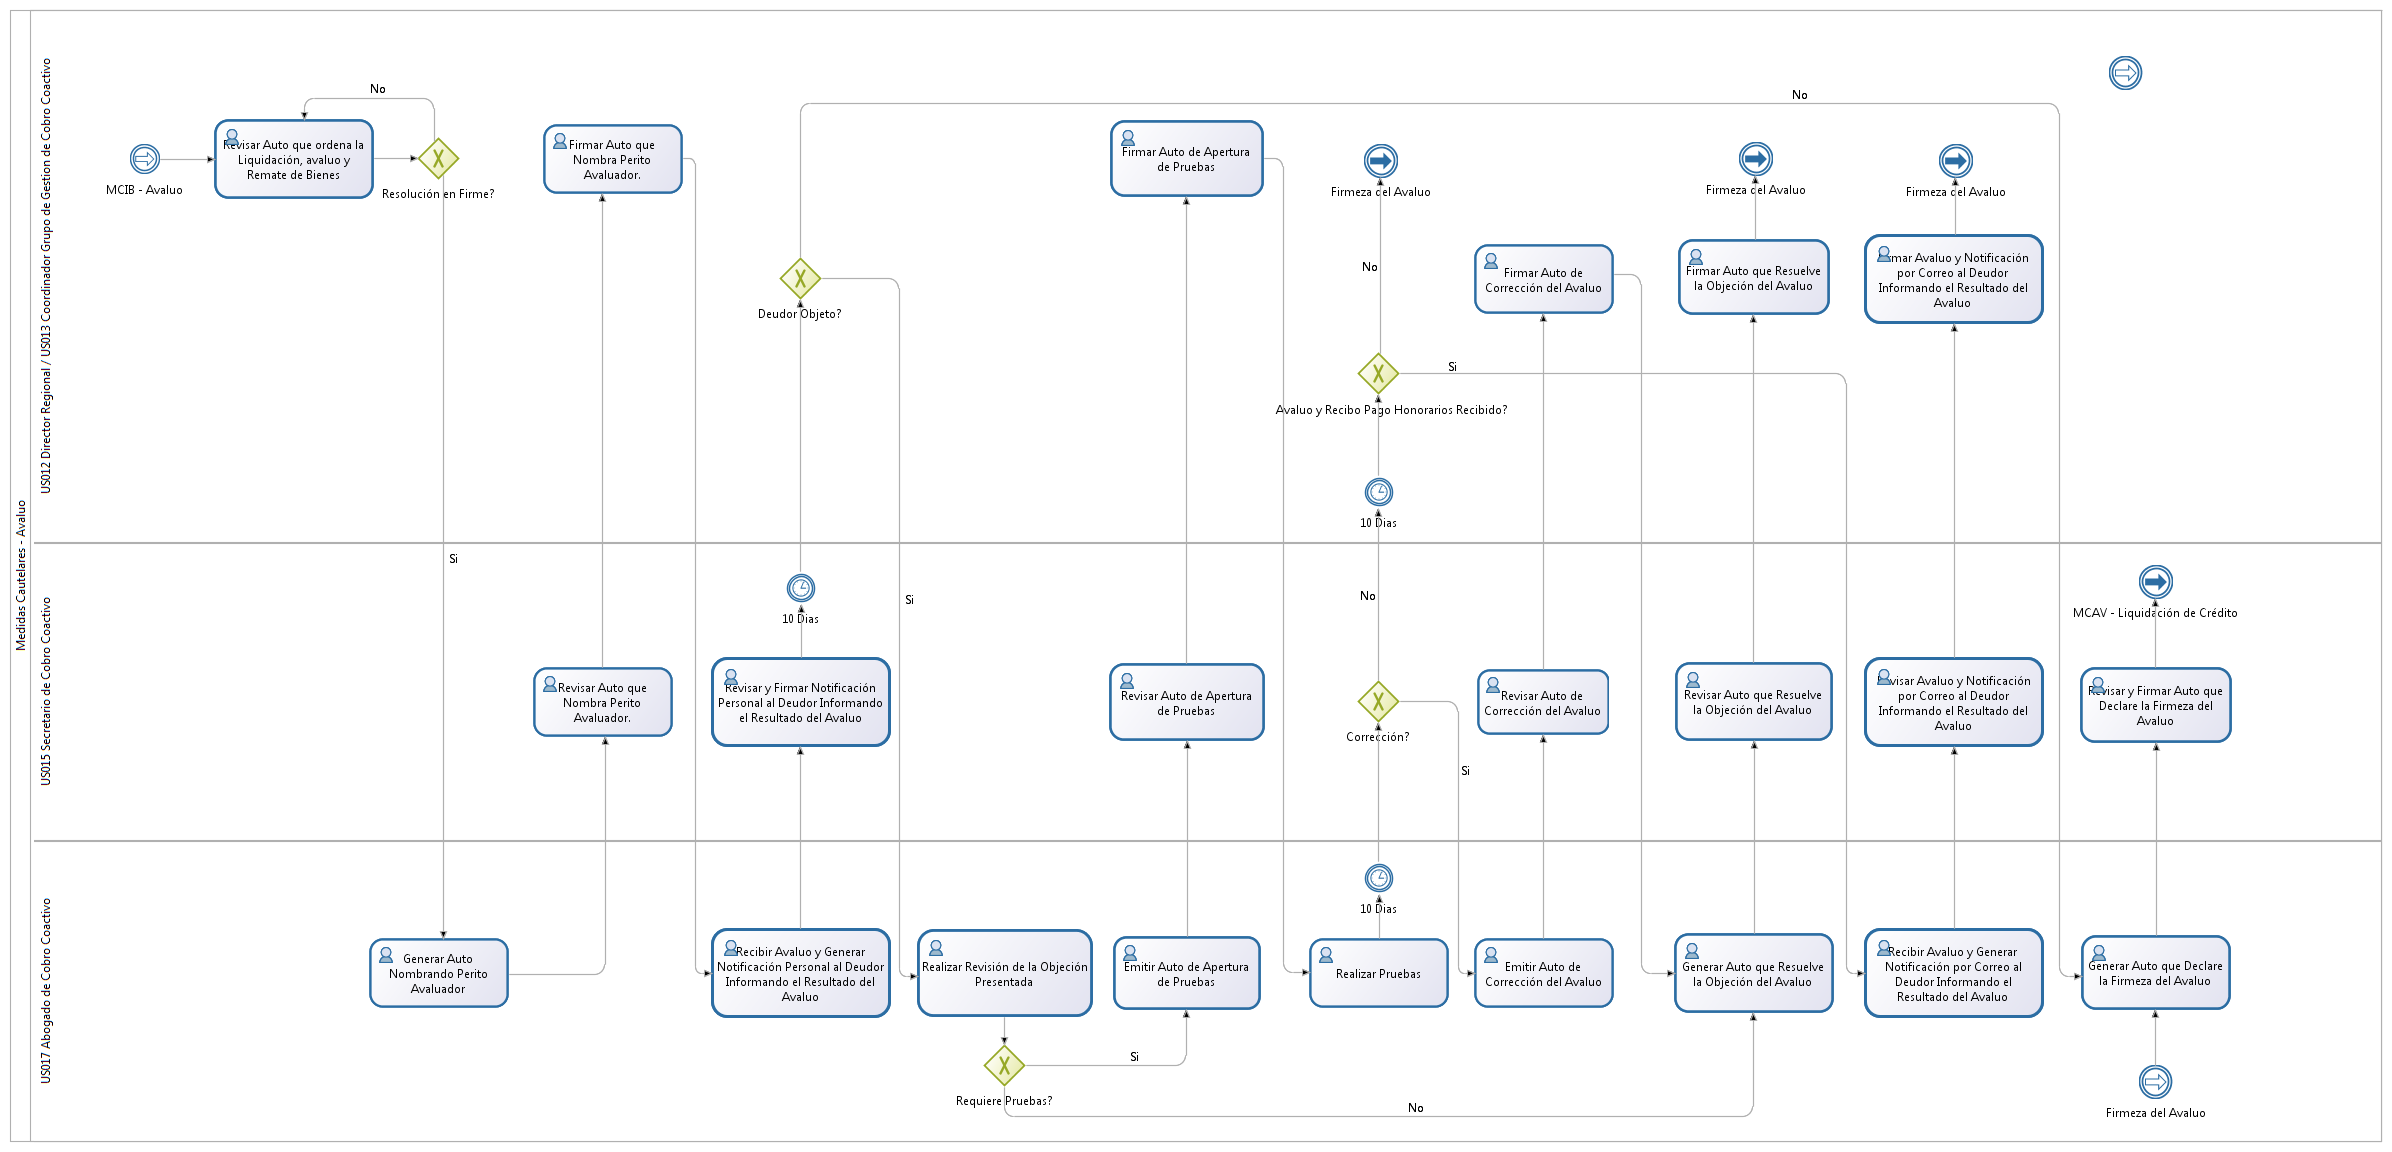 Medidas Cautelares - Avaluo
US012 Director Regional / US013 Coordinador Grupo de Gestion de Cobro Coactivo
No
MCIB - Avaluo
Revisar Auto que ordena la
Liquidación, avaluo y
Remate de Bienes
Resolución en Firme?
Firmar Auto que
Nombra Perito
Avaluador.
No
Deudor Objeto?
Firmar Auto de Apertura
de Pruebas
Firmeza del Avaluo
No
Avaluo y Recibo Pago Honorarios Recibido?
Si
10 Dias
Firmar Auto de
Corrección del Avaluo
Firmeza del Avaluo
Firmar Auto que Resuelve
la Objeción del Avaluo
Firmeza del Avaluo
Firmar Avaluo y Notificación
por Correo al Deudor
Informando el Resultado del
Avaluo
US015 Secretario de Cobro Coactivo
Si
Revisar Auto que
Nombra Perito
Avaluador.
10 Dias
Revisar y Firmar Notificación
Personal al Deudor Informando
el Resultado del Avaluo
Si
Revisar Auto de Apertura
de Pruebas
No
Corrección?
Si
Revisar Auto de
Corrección del Avaluo
Revisar Auto que Resuelve
la Objeción del Avaluo
Revisar Avaluo y Notificación
por Correo al Deudor
Informando el Resultado del
Avaluo
MCAV - Liquidación de Crédito
Revisar y Firmar Auto que
Declare la Firmeza del
Avaluo
US017 Abogado de Cobro Coactivo
Generar Auto
Nombrando Perito
Avaluador
Recibir Avaluo y Generar
Notificación Personal al Deudor
Informando el Resultado del
Avaluo
Realizar Revisión de la Objeción
Presentada
Requiere Pruebas?
Si
No
Emitir Auto de Apertura
de Pruebas
10 Dias
Realizar Pruebas
Emitir Auto de
Corrección del Avaluo
Generar Auto que Resuelve
la Objeción del Avaluo
Recibir Avaluo y Generar
Notificación por Correo al
Deudor Informando el
Resultado del Avaluo
Generar Auto que Declare
la Firmeza del Avaluo
Firmeza del Avaluo